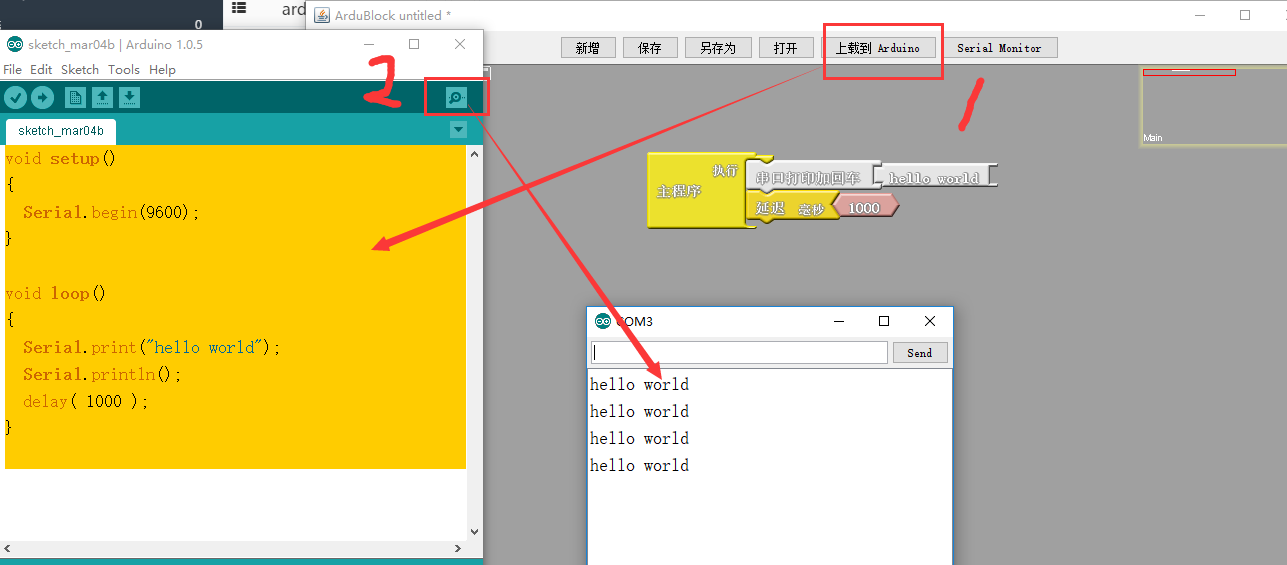 0
ard
ArduBlock untitled *
sketch_mar04b | Arduino 1.0.5
新增
保存
另存为
打开
上载到 Arduino
Serial Monitor
File Edit Sketch Tools Help
2
1
sketch_mar04b
Main
void setup()
{
Serial.begin(9600);
}
void loop()
{
Serial.print("hello world");
Serial.println();
delay( 1000 );
}
主程序
执行
串口打印加回车
hello world
延迟 毫秒
1000
COM3
Send
hello world
hello world
hello world
hello world